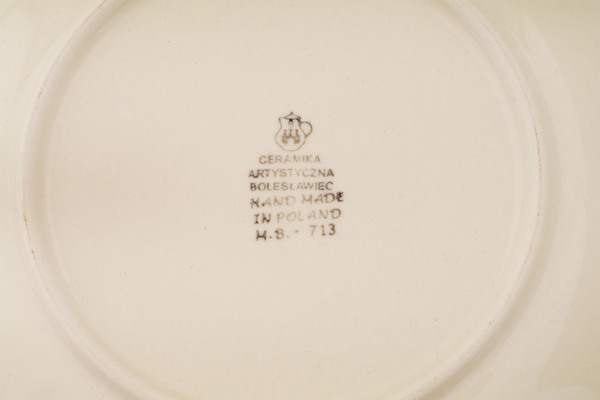 CERAMIKA
ARTYSTYCZNA
BOLESŁAWIEC
HAND MADE
IN POLAND
M.B. - 713